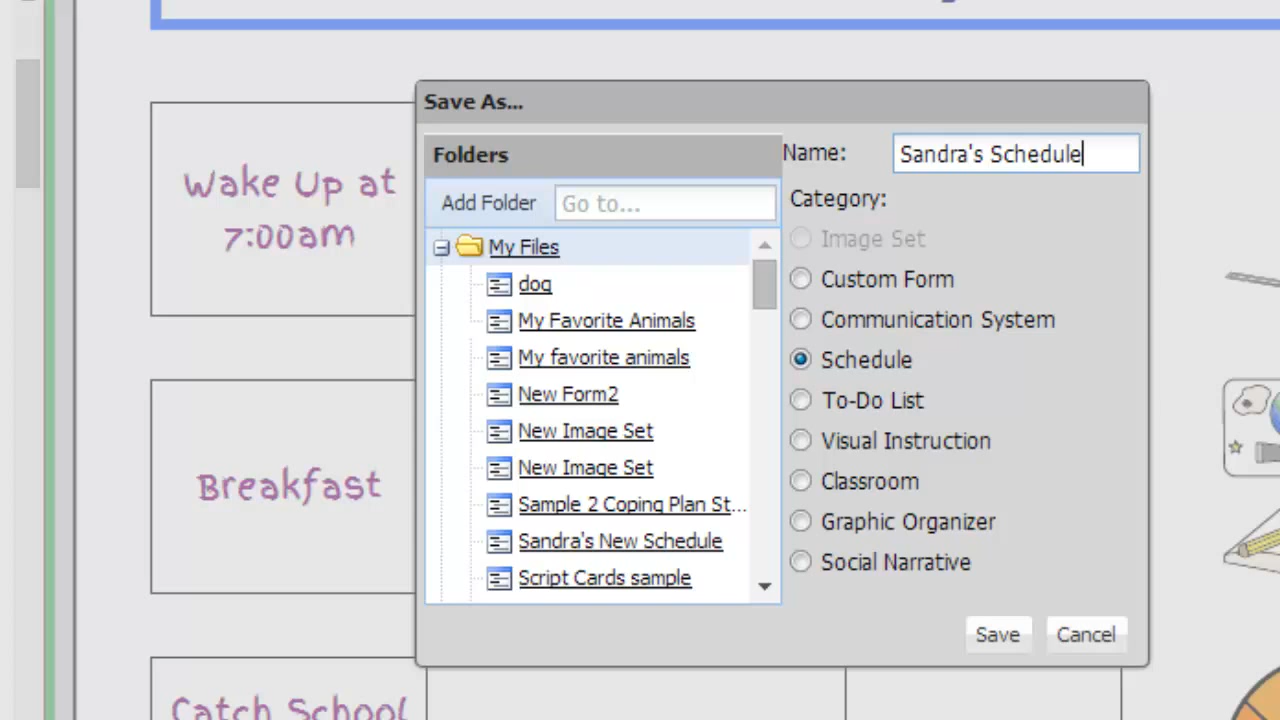 Save As...
Folders
Name:
Sandra's Schedule
Add Folder
Go to...
Category:
My Files
dog
My Favorite Animals
My favorite animals
New Form2
New Image Set
New Image Set
Sample 2 Coping Plan St...
Sandra's New Schedule
Script Cards sample
Image Set
Custom Form
Communication System
Schedule
To-Do List
Visual Instruction
Classroom
Graphic Organizer
Social Narrative
Save
Cancel
Wake Up at
7:00am
Breakfast
Catch School